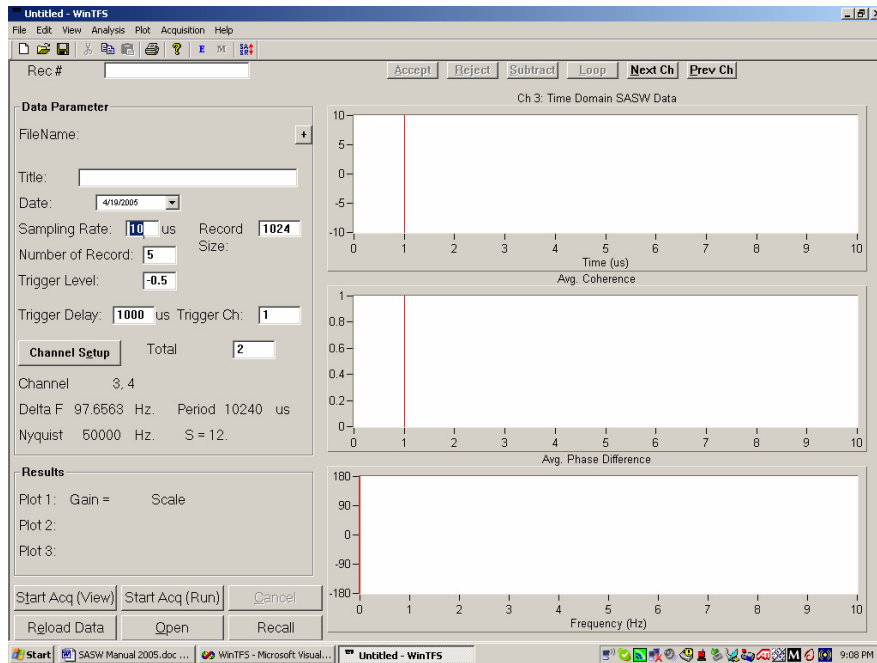 Untitled - WinTFS
File Edit View Analysis Plot Acquisition Help
E M
Rec #
Accept Reject Subtract Loop Next Ch Prev Ch
Data Parameter
FileName: +
Title:
Date: 4/19/2005
Sampling Rate: 10 us Record Size: 1024
Number of Record: 5
Trigger Level: -0.5
Trigger Delay: 1000 us Trigger Ch: 1
Channel Setup Total 2
Channel 3, 4
Delta F 97.6563 Hz. Period 10240 us
Nyquist 50000 Hz. S = 12.
Results
Plot 1: Gain = Scale
Plot 2:
Plot 3:
Start Acq (View) Start Acq (Run) Cancel
Reload Data Open Recall
Ch 3: Time Domain SASW Data
10
5
0
-5
-10
0 1 2 3 4 5 6 7 8 9 10
Time (us)
Avg. Coherence
1
0.8
0.6
0.4
0.2
0 1 2 3 4 5 6 7 8 9 10
Avg. Phase Difference
180
90
0
-90
-180
0 1 2 3 4 5 6 7 8 9 10
Frequency (Hz)
Start SASW Manual 2005.doc ... WinTFS - Microsoft Visual... Untitled - WinTFS 9:08 PM